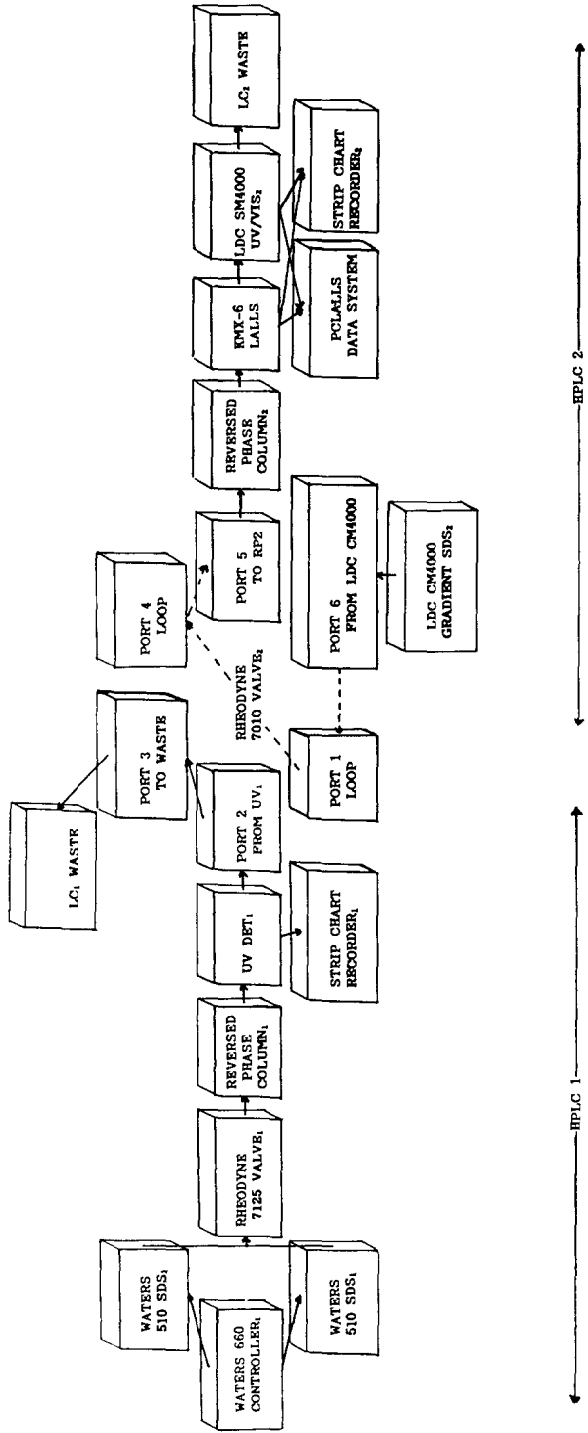 WATERS
510 SDS₁
WATERS 660
CONTROLLER₁
WATERS
510 SDS₁
RHEODYNE
7125 VALVE₁
REVERSED
PHASE
COLUMN₁
UV DET₁
STRIP CHART
RECORDER₁
LC₁ WASTE
PORT 3
TO WASTE
PORT 2
FROM UV₁
PORT 1
LOOP
RHEODYNE
7010 VALVE₂
PORT 4
LOOP
PORT 5
TO RP2
PORT 6
FROM LDC CM4000
LDC CM4000
GRADIENT SDS₂
REVERSED
PHASE
COLUMN₂
KMX-6
LALLS
LDC SM4000
UV/VIS₂
LC₂ WASTE
PCLALLS
DATA SYSTEM
STRIP CHART
RECORDER₂
HPLC 1
HPLC 2